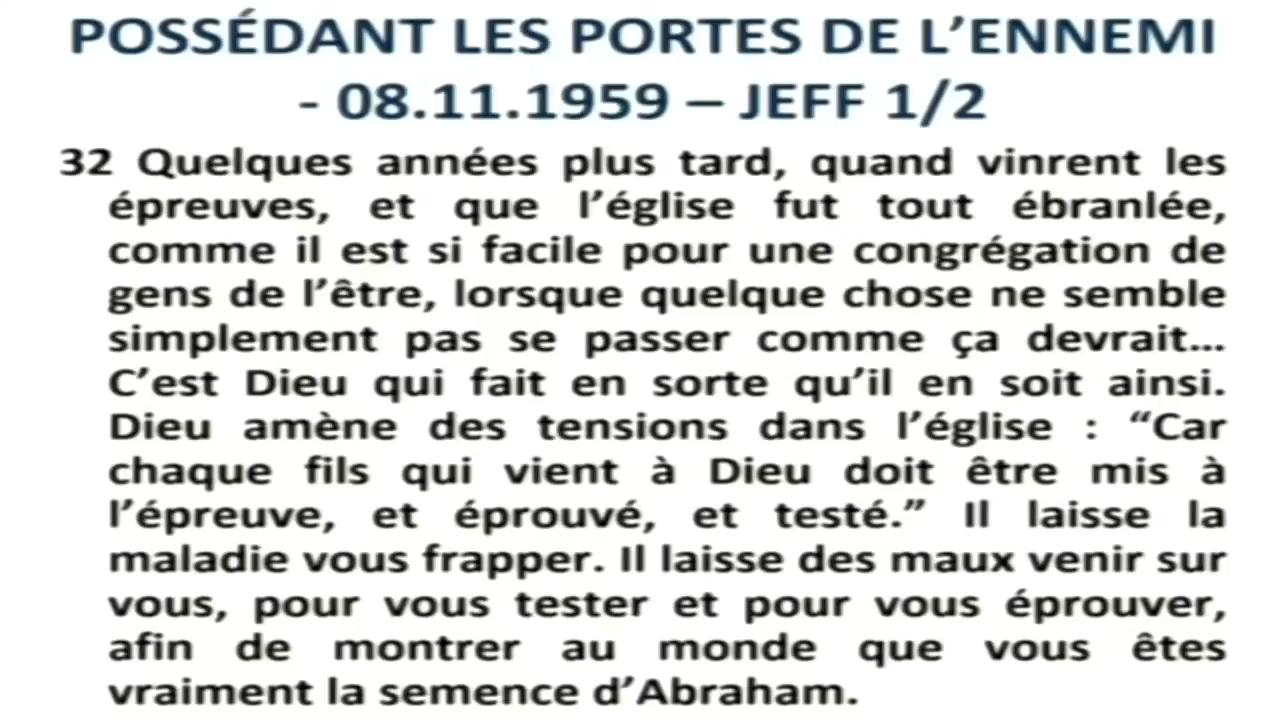 POSSÉDANT LES PORTES DE L’ENNEMI
- 08.11.1959 – JEFF 1/2
32 Quelques années plus tard, quand vinrent les
épreuves, et que l’église fut tout ébranlée,
comme il est si facile pour une congrégation de
gens de l’être, lorsque quelque chose ne semble
simplement pas se passer comme ça devrait...
C’est Dieu qui fait en sorte qu’il en soit ainsi.
Dieu amène des tensions dans l’église : “Car
chaque fils qui vient à Dieu doit être mis à
l’épreuve, et éprouvé, et testé.” Il laisse la
maladie vous frapper. Il laisse des maux venir sur
vous, pour vous tester et pour vous éprouver,
afin de montrer au monde que vous êtes
vraiment la semence d’Abraham.